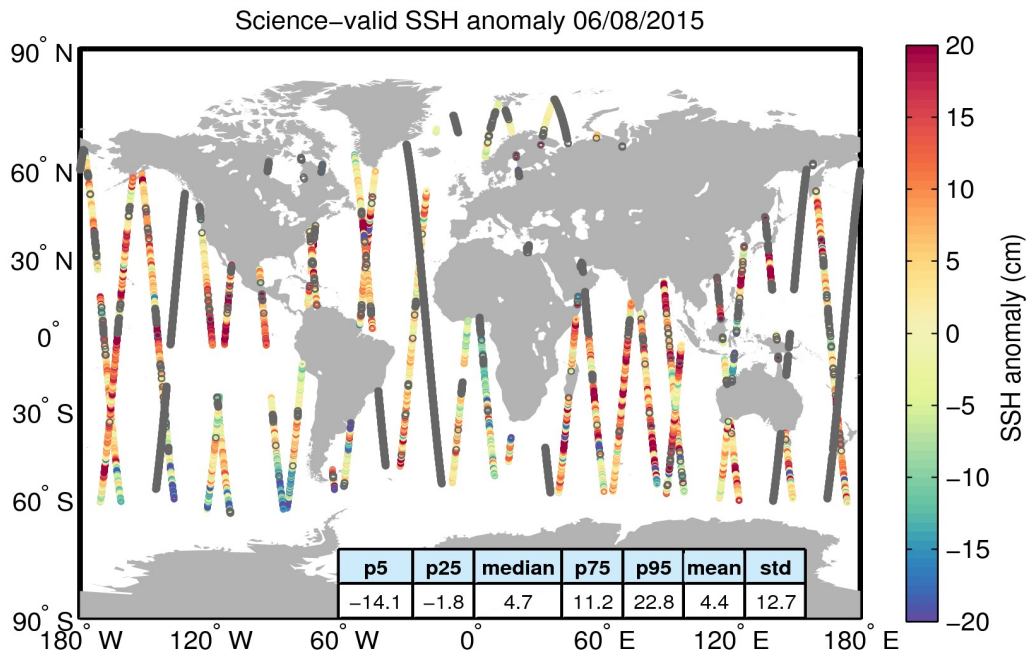 Science−valid SSH anomaly 06/08/2015
90° N
60° N
30° N
0°
30° S
60° S
90° S
180° W 120° W 60° W 0° 60° E 120° E 180° E
p5 p25 median p75 p95 mean std
−14.1 −1.8 4.7 11.2 22.8 4.4 12.7
20
15
10
5
0
−5
−10
−15
−20
SSH anomaly (cm)